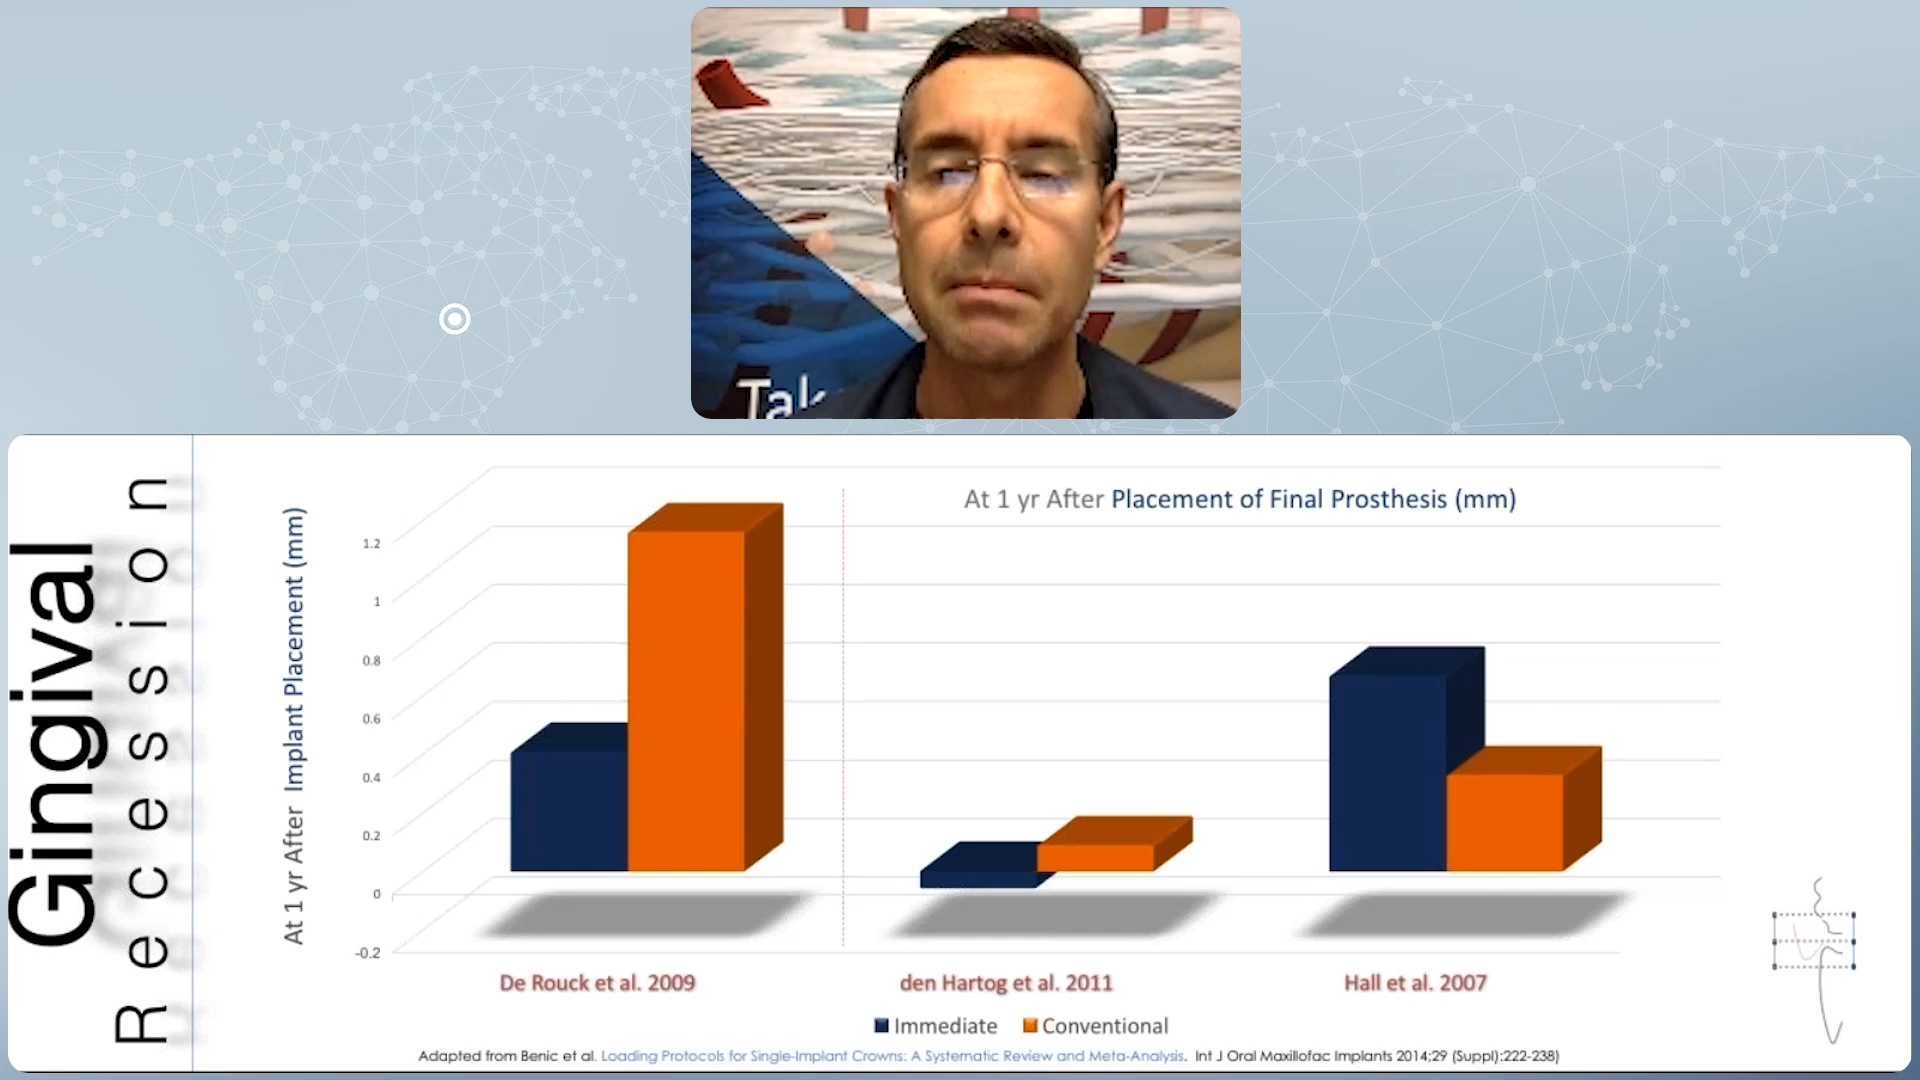 Tak
Gingival
Recession
At 1 yr After Implant Placement (mm)
At 1 yr After Placement of Final Prosthesis (mm)
1.2
1
0.8
0.6
0.4
0.2
0
-0.2
De Rouck et al. 2009
den Hartog et al. 2011
Hall et al. 2007
Immediate
Conventional
Adapted from Benic et al. Loading Protocols for Single-Implant Crowns: A Systematic Review and Meta-Analysis. Int J Oral Maxillofac Implants 2014;29 (Suppl):222-238)